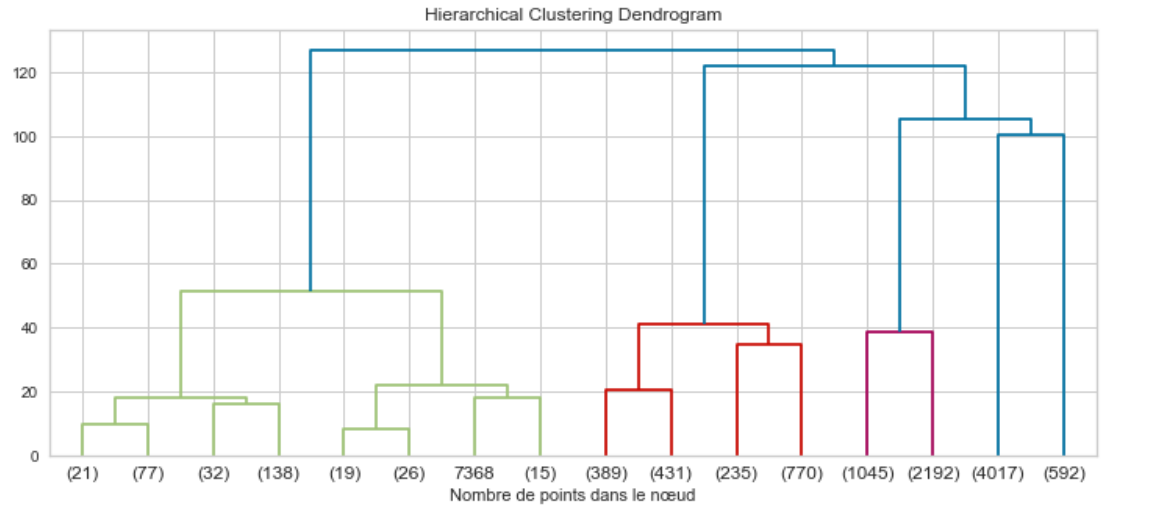 Hierarchical Clustering Dendrogram
120
100
80
60
40
20
0
(21) (77) (32) (138) (19) (26) 7368 (15) (389) (431) (235) (770) (1045) (2192) (4017) (592)
Nombre de points dans le nœud